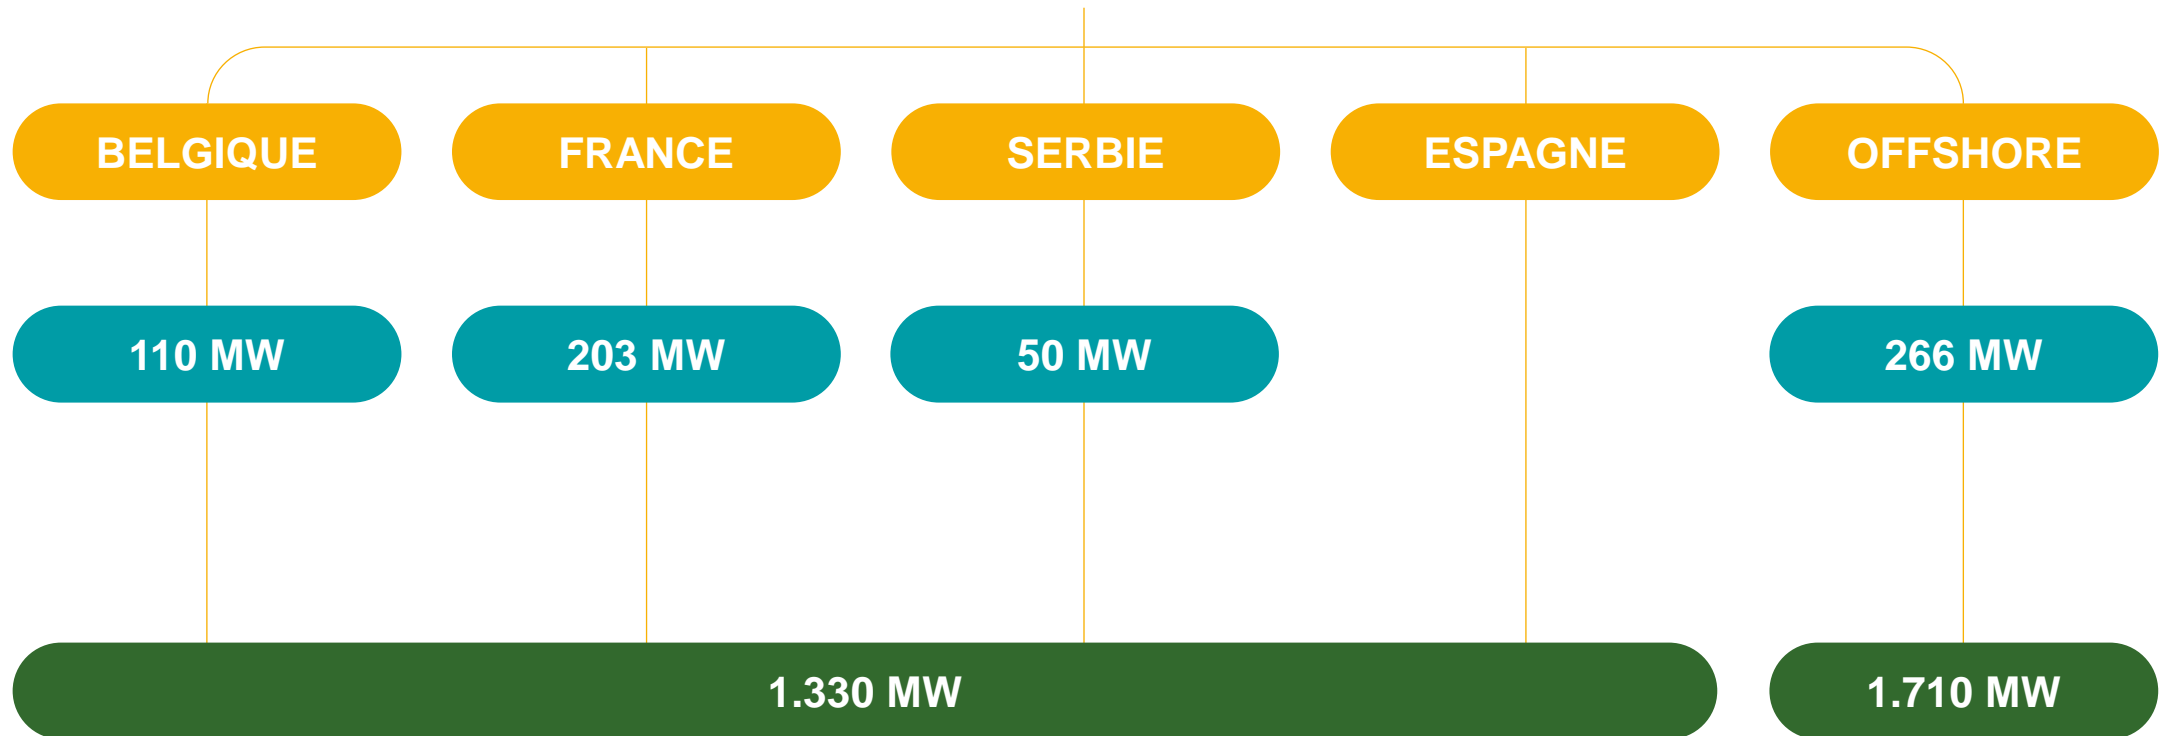 BELGIQUE
FRANCE
SERBIE
ESPAGNE
OFFSHORE
110 MW
203 MW
50 MW
266 MW
1.330 MW
1.710 MW